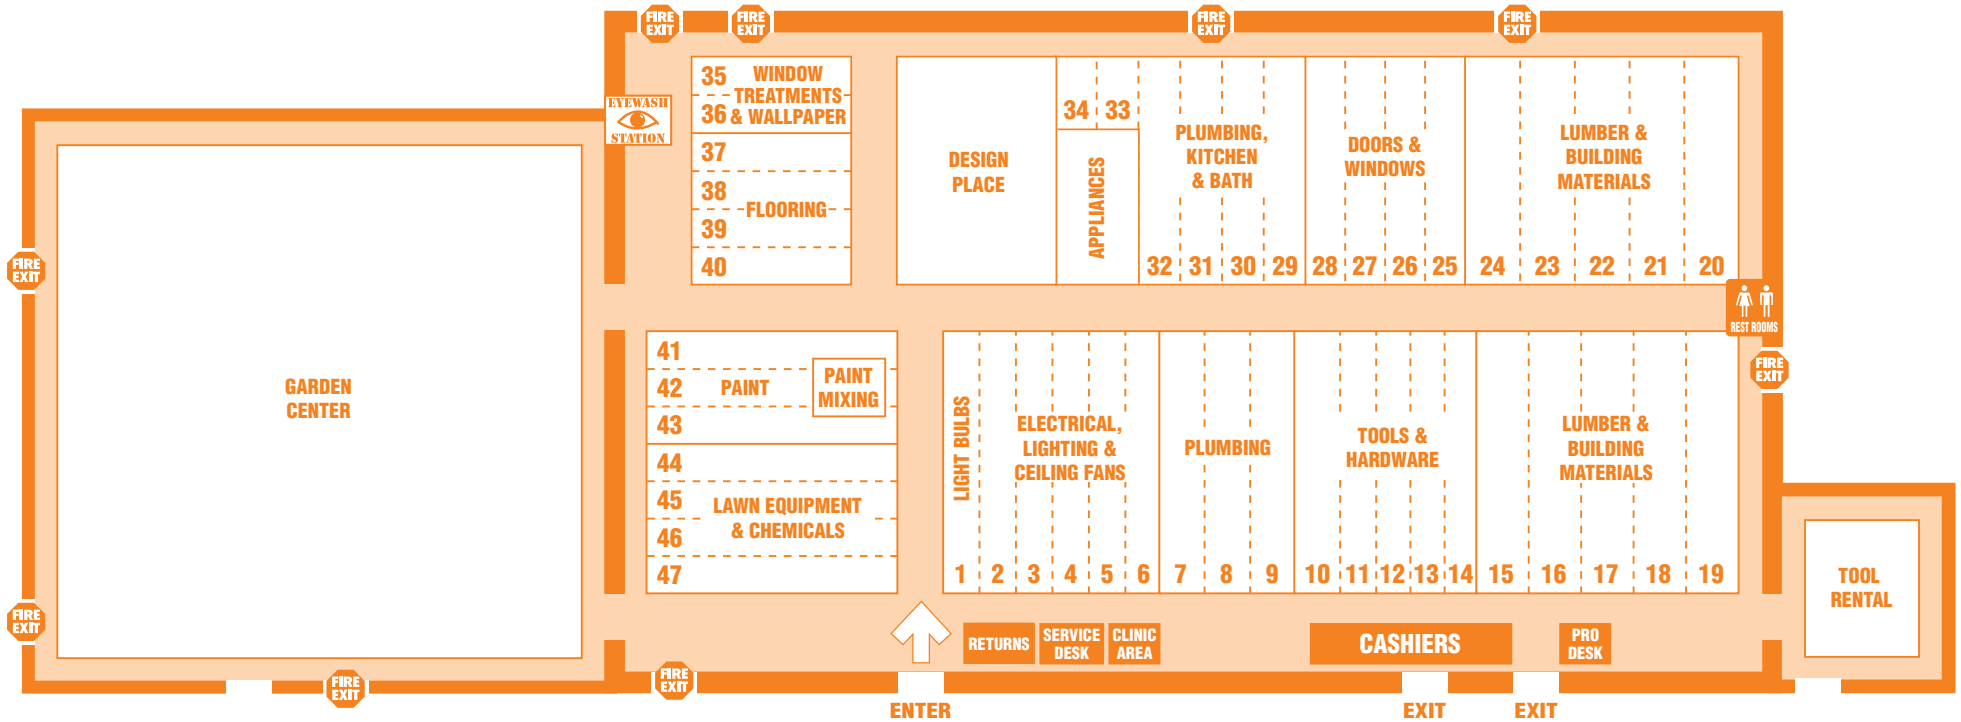 FIRE
EXIT
FIRE
EXIT
FIRE
EXIT
FIRE
EXIT
EYEWASH
STATION
35
36
WINDOW
TREATMENTS
& WALLPAPER
37
38
39
40
FLOORING
DESIGN
PLACE
34 33
APPLIANCES
PLUMBING,
KITCHEN
& BATH
32 31 30 29
DOORS &
WINDOWS
28 27 26 25
LUMBER &
BUILDING
MATERIALS
24 23 22 21 20
REST ROOMS
FIRE
EXIT
FIRE
EXIT
GARDEN
CENTER
FIRE
EXIT
FIRE
EXIT
41
42
43
PAINT
PAINT
MIXING
44
45
46
47
LAWN EQUIPMENT
& CHEMICALS
LIGHT BULBS
ELECTRICAL,
LIGHTING &
CEILING FANS
1 2 3 4 5 6
PLUMBING
7 8 9
TOOLS &
HARDWARE
10 11 12 13 14
LUMBER &
BUILDING
MATERIALS
15 16 17 18 19
TOOL
RENTAL
RETURNS
SERVICE
DESK
CLINIC
AREA
CASHIERS
PRO
DESK
FIRE
EXIT
ENTER
EXIT
EXIT